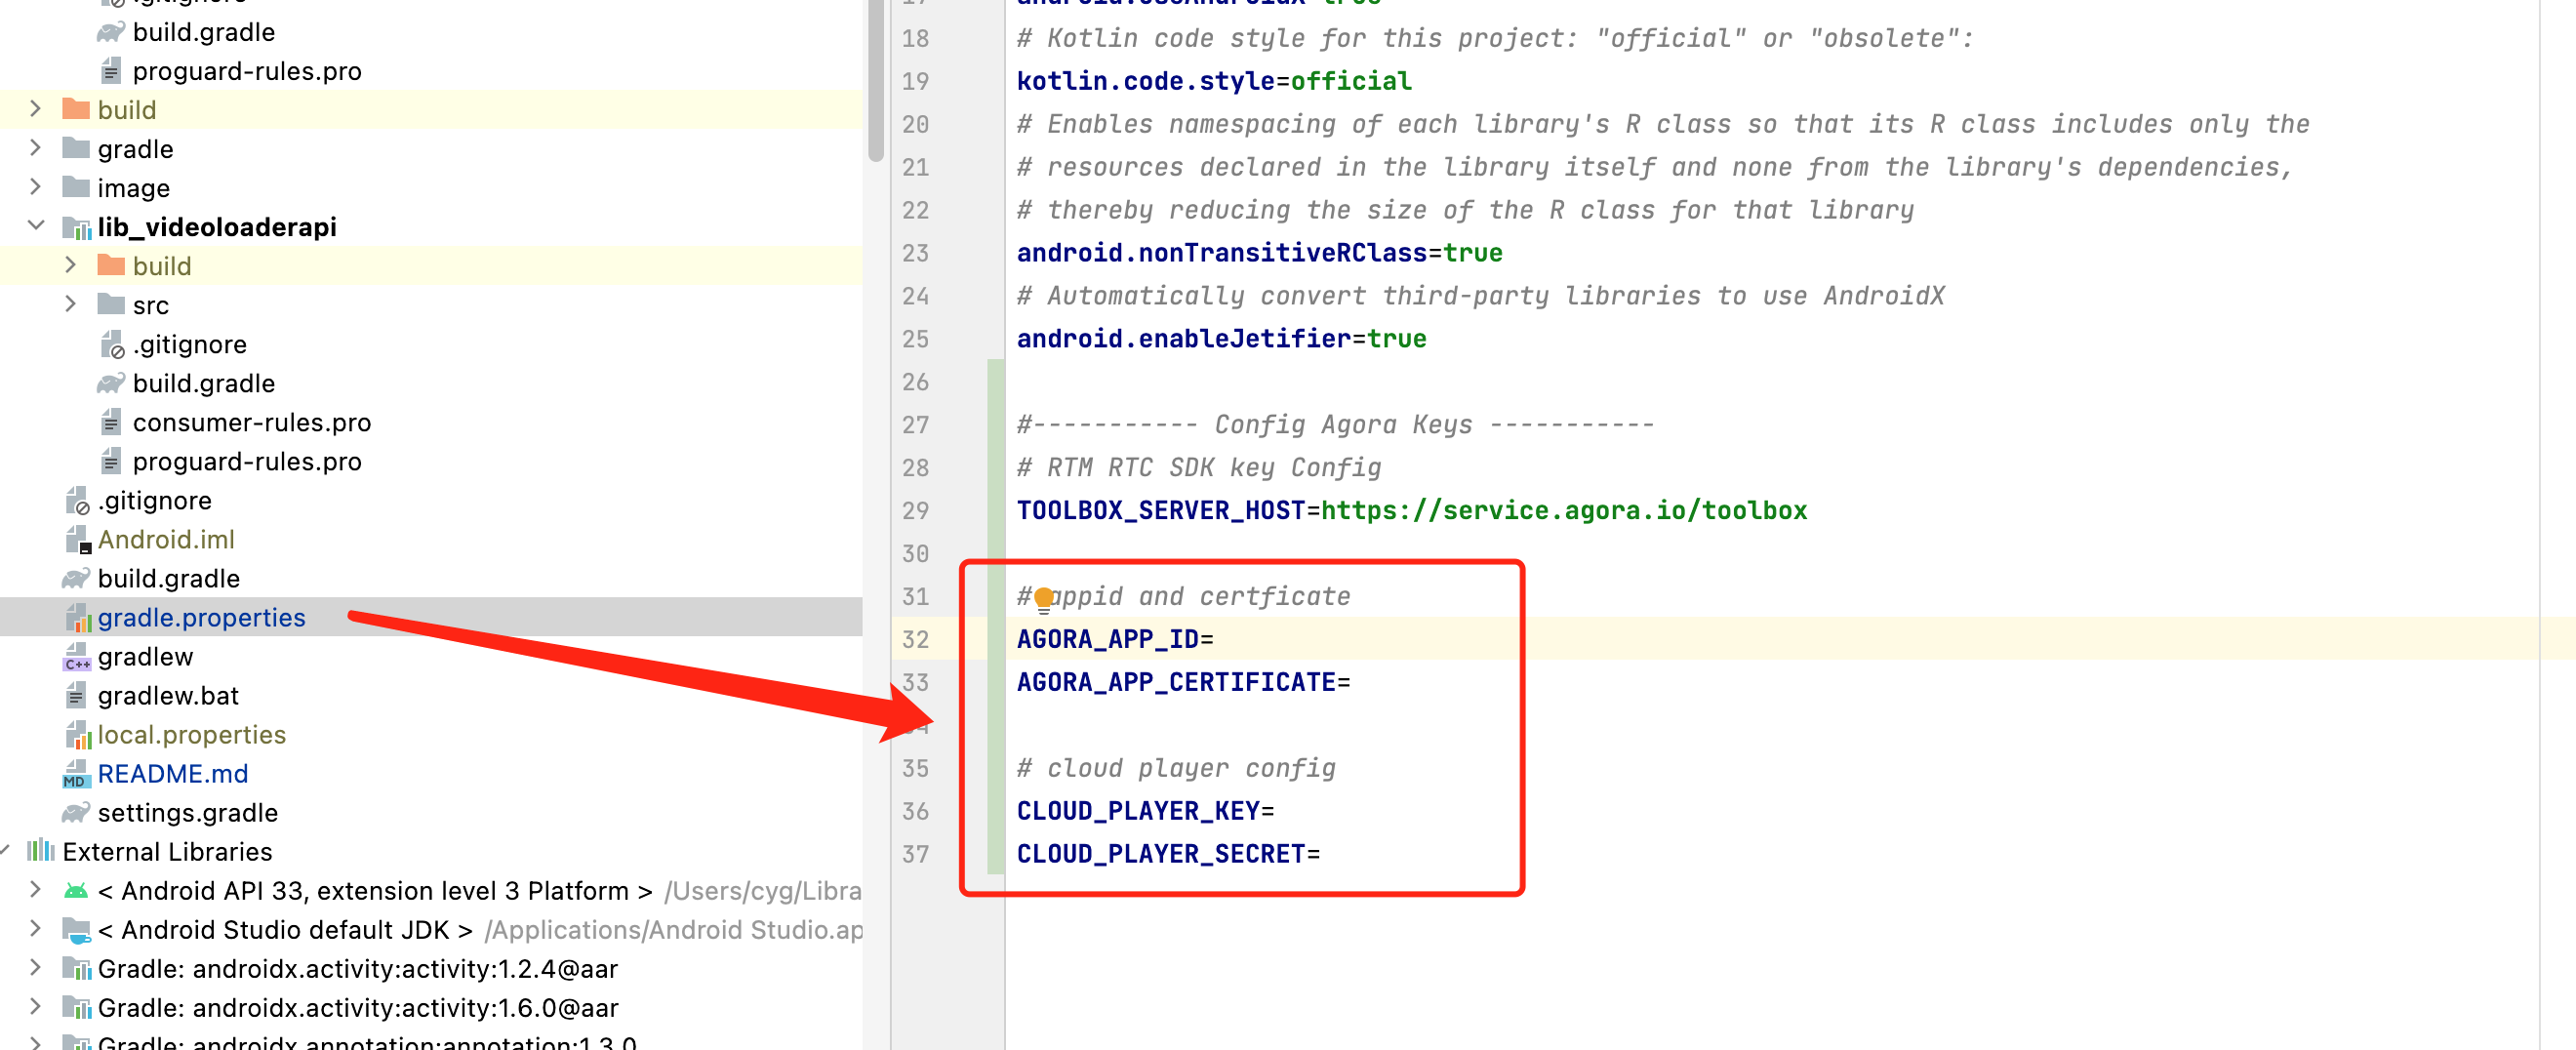 .gitignore
build.gradle
proguard-rules.pro
build
gradle
image
lib_videoloaderapi
build
src
.gitignore
build.gradle
consumer-rules.pro
proguard-rules.pro
.gitignore
Android.iml
build.gradle
gradle.properties
C++ gradlew
gradlew.bat
local.properties
MD README.md
settings.gradle
External Libraries
< Android API 33, extension level 3 Platform > /Users/cyg/Libra
< Android Studio default JDK > /Applications/Android Studio.ap
Gradle: androidx.activity:activity:1.2.4@aar
Gradle: androidx.activity:activity:1.6.0@aar
Gradle: androidx.annotation:annotation:1.3.0
17 android.useAndroidX=true
18 # Kotlin code style for this project: "official" or "obsolete":
19 kotlin.code.style=official
20 # Enables namespacing of each library's R class so that its R class includes only the
21 # resources declared in the library itself and none from the library's dependencies,
22 # thereby reducing the size of the R class for that library
23 android.nonTransitiveRClass=true
24 # Automatically convert third-party libraries to use AndroidX
25 android.enableJetifier=true
26
27 #----------- Config Agora Keys -----------
28 # RTM RTC SDK key Config
29 TOOLBOX_SERVER_HOST=https://service.agora.io/toolbox
30
31 # appid and certficate
32 AGORA_APP_ID=
33 AGORA_APP_CERTIFICATE=
34
35 # cloud player config
36 CLOUD_PLAYER_KEY=
37 CLOUD_PLAYER_SECRET=